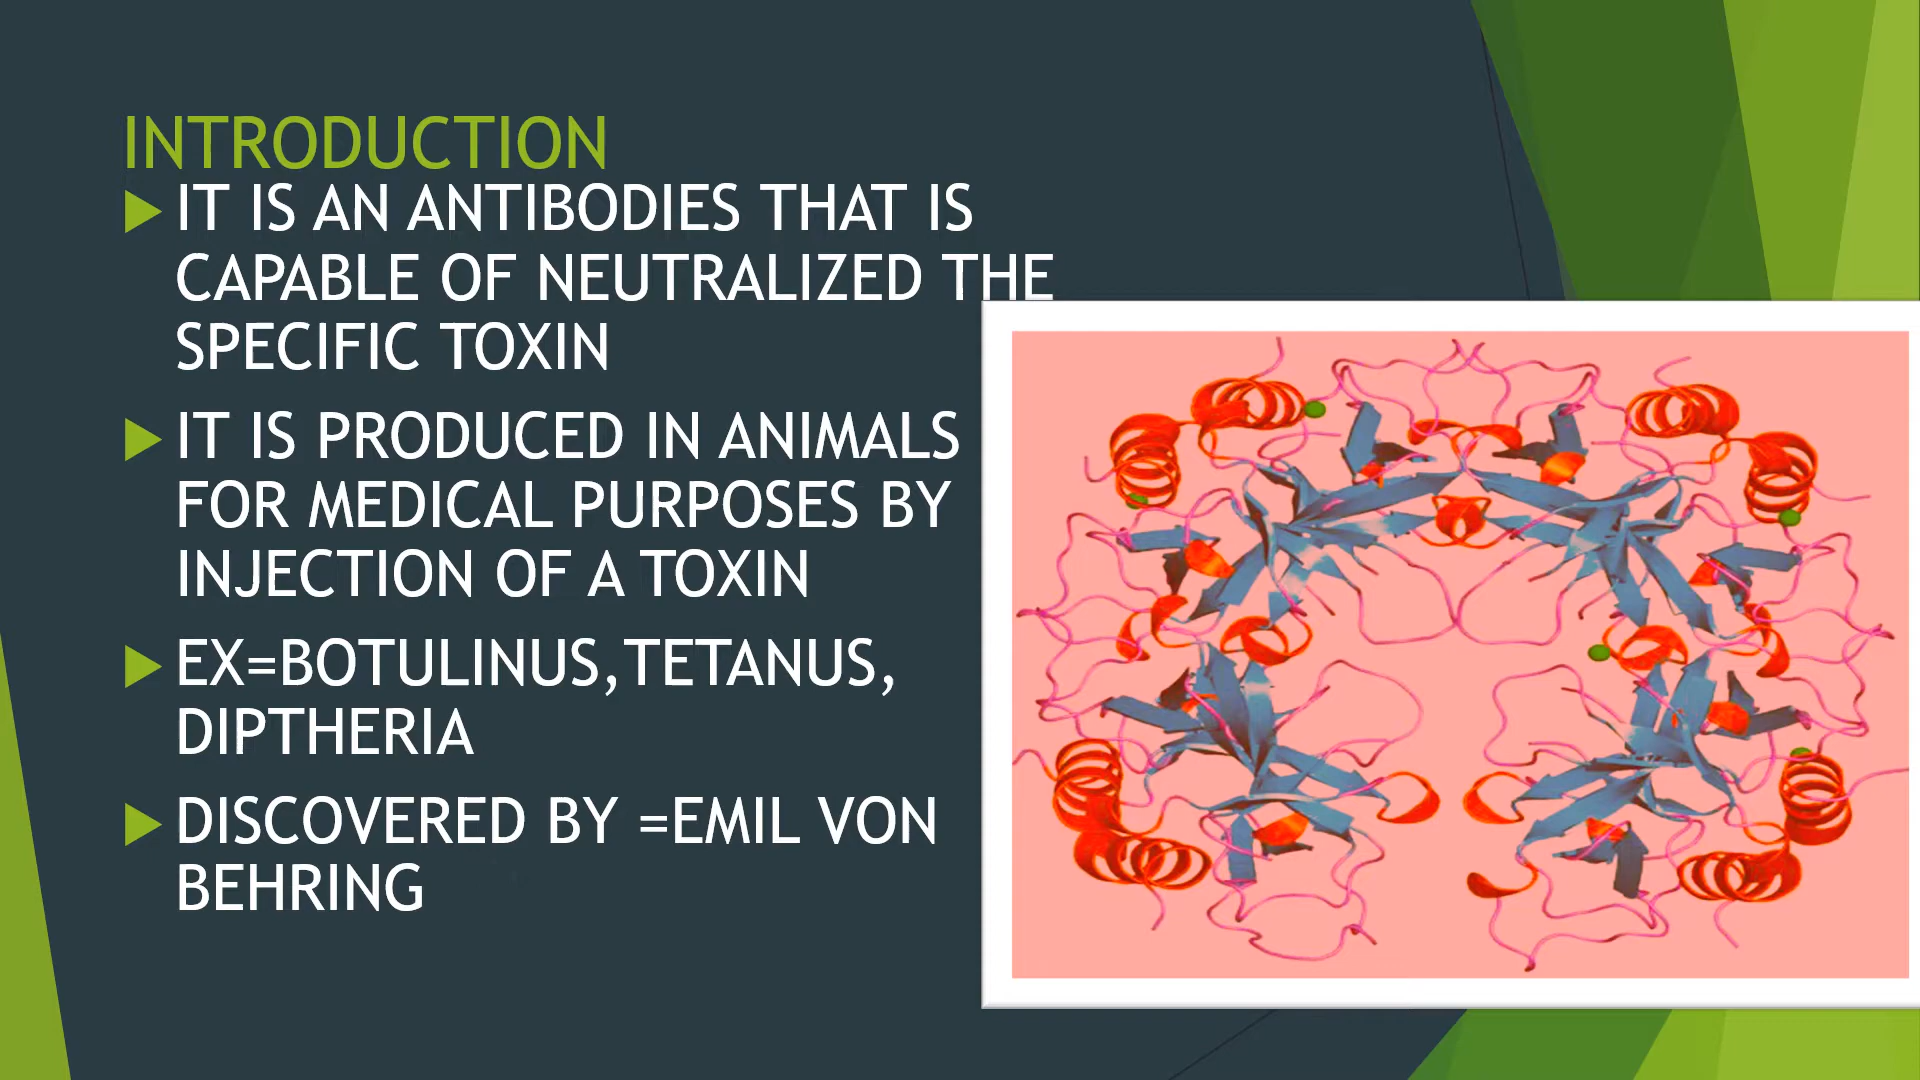 INTRODUCTION
IT IS AN ANTIBODIES THAT IS
CAPABLE OF NEUTRALIZED THE
SPECIFIC TOXIN
IT IS PRODUCED IN ANIMALS
FOR MEDICAL PURPOSES BY
INJECTION OF A TOXIN
EX=BOTULINUS,TETANUS,
DIPTHERIA
DISCOVERED BY =EMIL VON
BEHRING